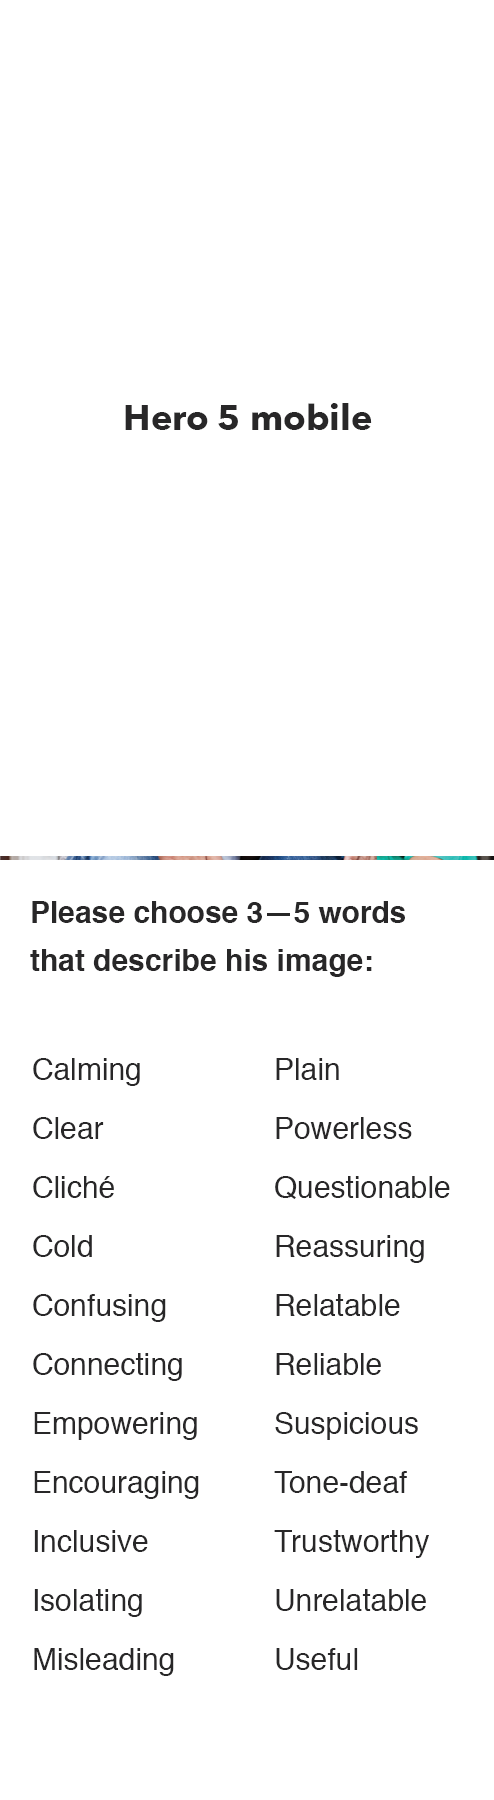 Hero 5 mobile
Please choose 3—5 words
that describe his image:
Calming
Clear
Cliché
Cold
Confusing
Connecting
Empowering
Encouraging
Inclusive
Isolating
Misleading
Plain
Powerless
Questionable
Reassuring
Relatable
Reliable
Suspicious
Tone-deaf
Trustworthy
Unrelatable
Useful